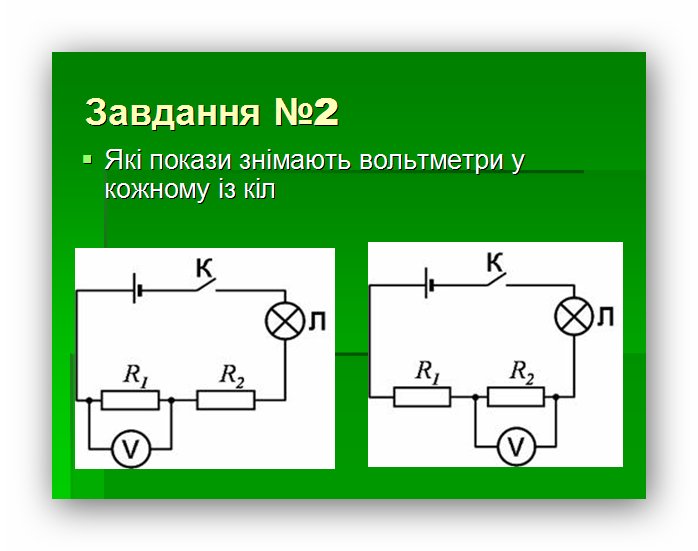 Завдання №2
Які покази знімають вольтметри у
кожному із кіл
К
Л
R1
R2
V
К
Л
R1
R2
V